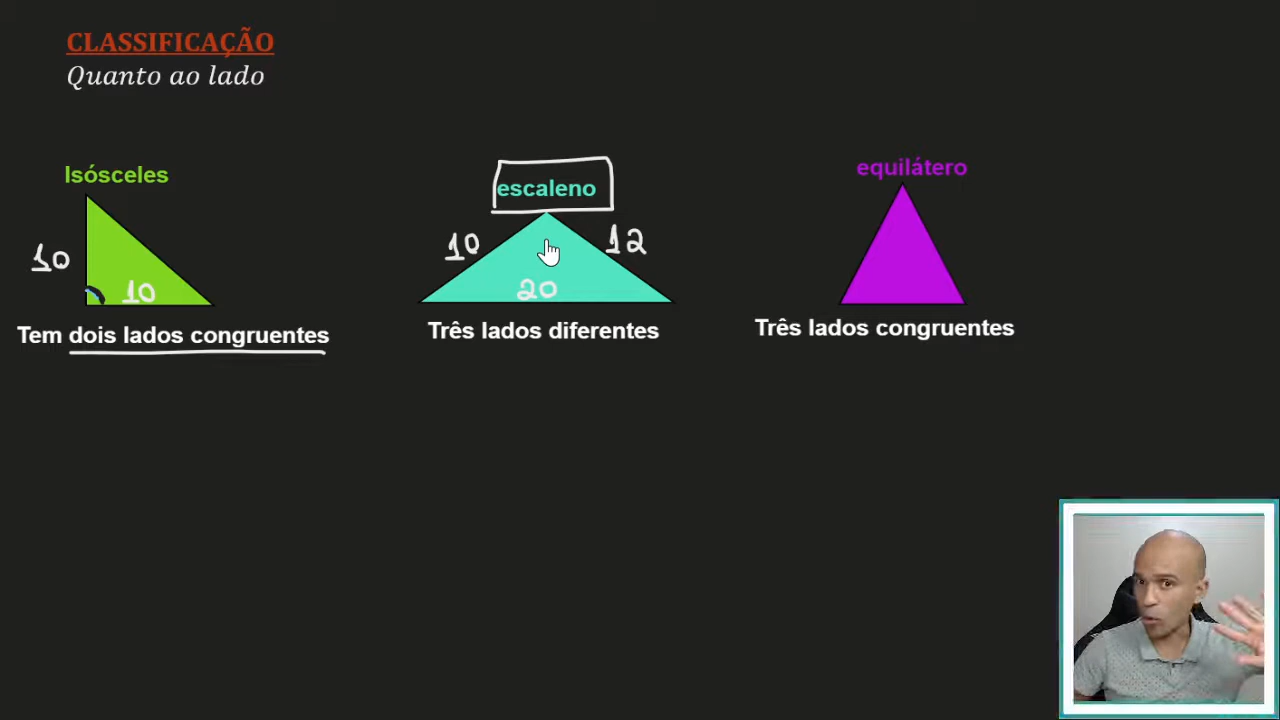 CLASSIFICAÇÃO
Quanto ao lado
Isósceles
10
10
Tem dois lados congruentes
escaleno
10
12
20
Três lados diferentes
equilátero
Três lados congruentes